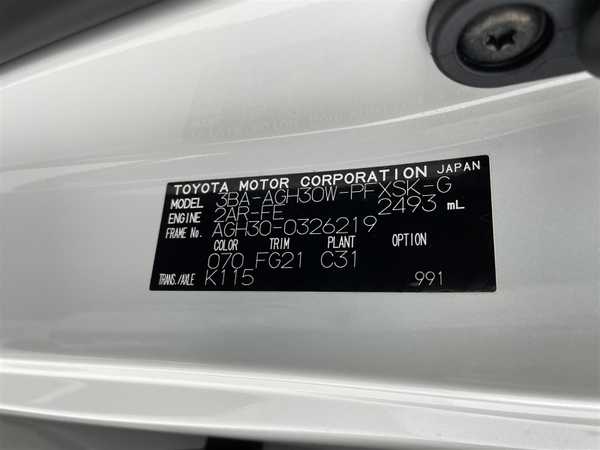 TOYOTA MOTOR CORPORATION JAPAN
MODEL 3BA-AGH30W-PFXSK-G
ENGINE 2AR-FE 2493 mL
FRAME No. AGH30-0326219
COLOR TRIM PLANT OPTION
070 FG21 C31
TRANS./AXLE K115 991